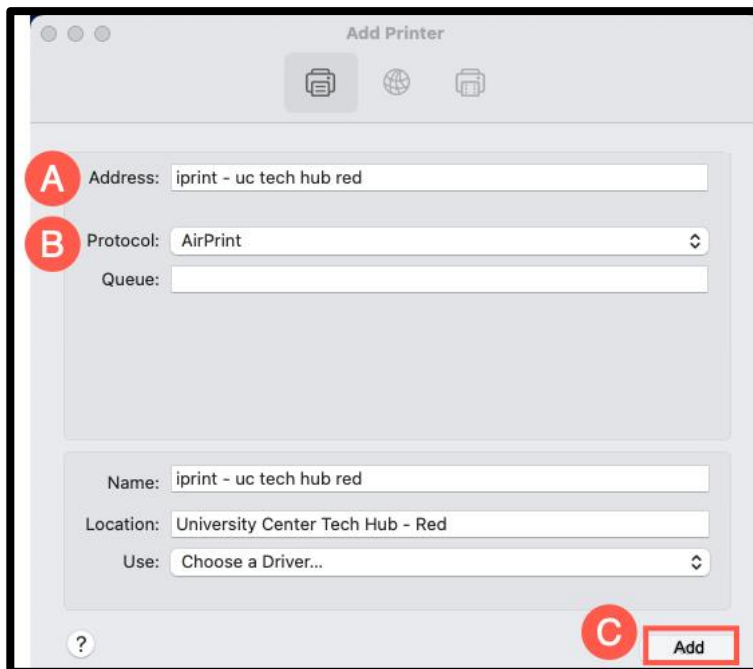 Add Printer
A Address: iprint - uc tech hub red
B Protocol: AirPrint
Queue:
Name: iprint - uc tech hub red
Location: University Center Tech Hub - Red
Use: Choose a Driver...
? C Add